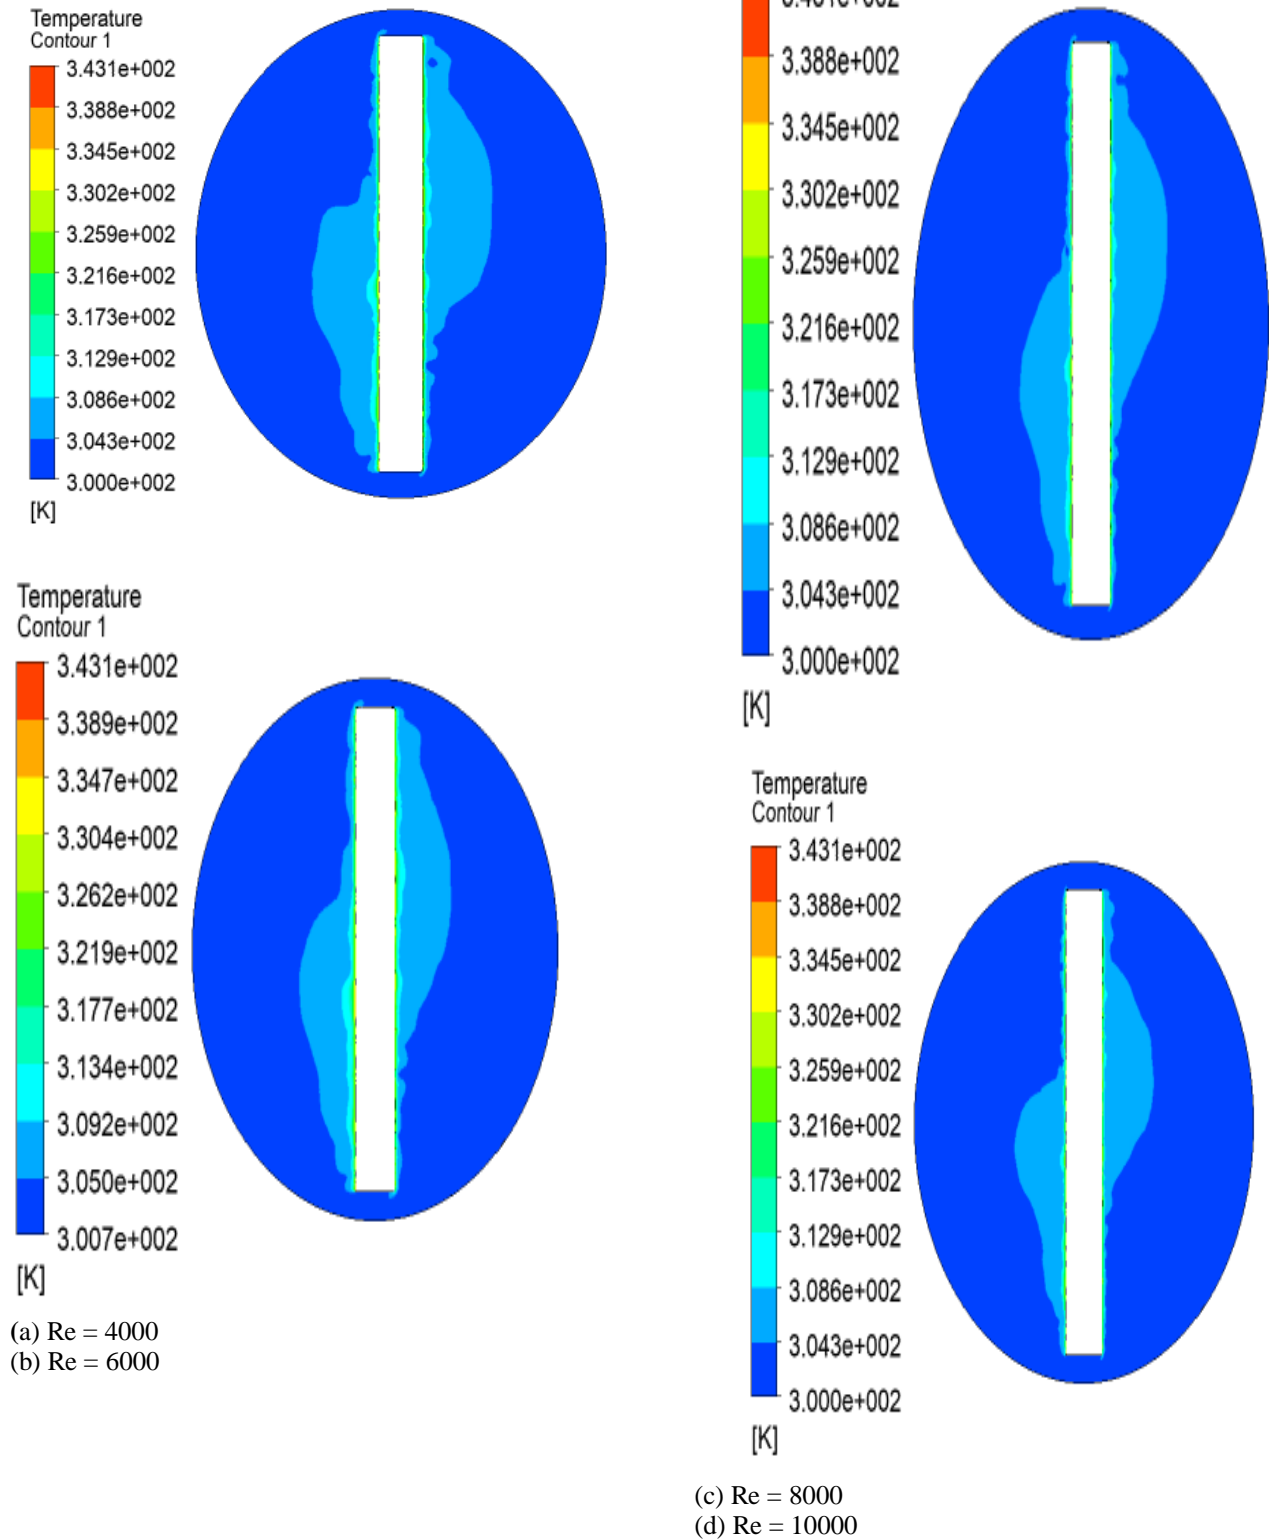 Temperature
Contour 1
3.431e+002
3.388e+002
3.345e+002
3.302e+002
3.259e+002
3.216e+002
3.173e+002
3.129e+002
3.086e+002
3.043e+002
3.000e+002
[K]
Temperature
Contour 1
3.431e+002
3.389e+002
3.347e+002
3.304e+002
3.262e+002
3.219e+002
3.177e+002
3.134e+002
3.092e+002
3.050e+002
3.007e+002
[K]
(a) Re = 4000
(b) Re = 6000
3.431e+002
3.388e+002
3.345e+002
3.302e+002
3.259e+002
3.216e+002
3.173e+002
3.129e+002
3.086e+002
3.043e+002
3.000e+002
[K]
Temperature
Contour 1
3.431e+002
3.388e+002
3.345e+002
3.302e+002
3.259e+002
3.216e+002
3.173e+002
3.129e+002
3.086e+002
3.043e+002
3.000e+002
[K]
(c) Re = 8000
(d) Re = 10000